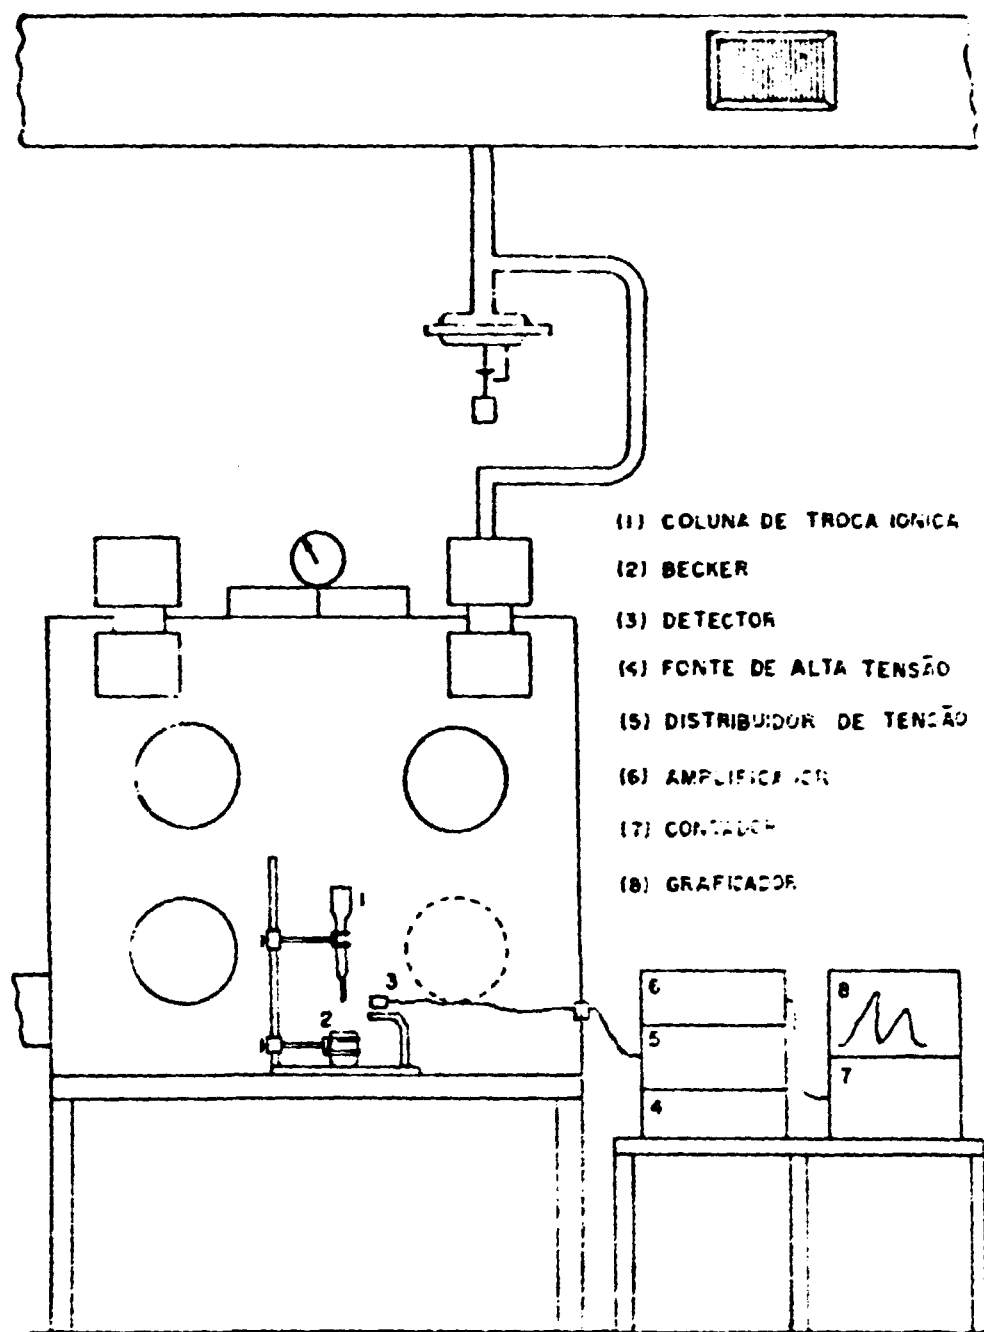 (1) COLUNA DE TROCA IONICA
(2) BECKER
(3) DETECTOR
(4) FONTE DE ALTA TENSÃO
(5) DISTRIBUIDOR DE TENSÃO
(6) AMPLIFICADOR
(7) CONTADOR
(8) GRAFICADOR
1
3
2
6
5
4
8
7